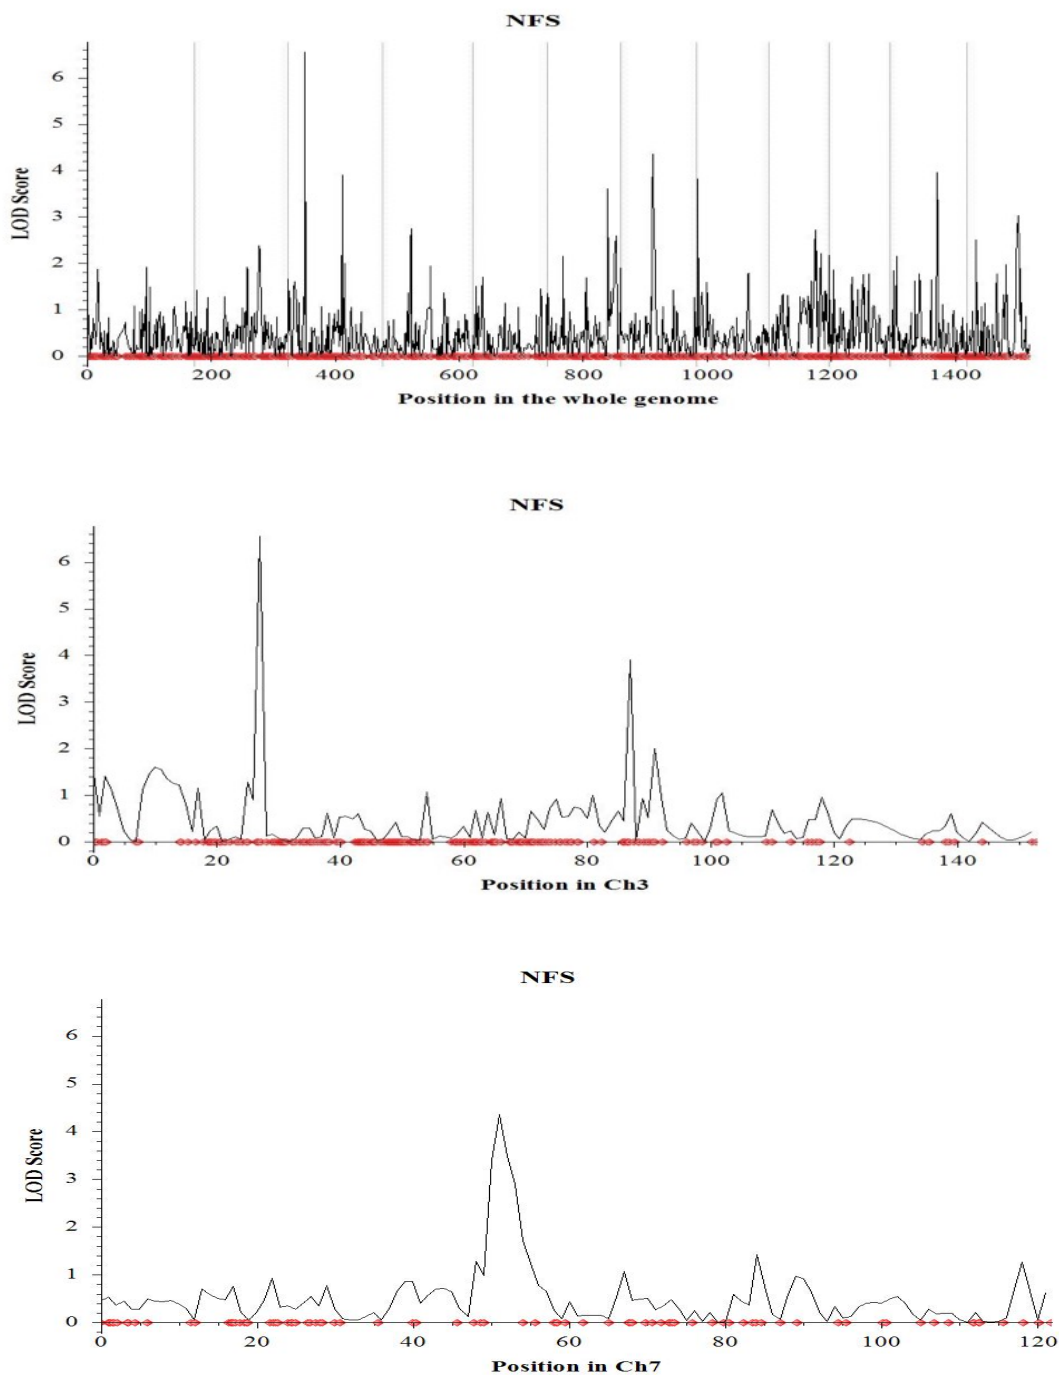 NFS
6
5
4
3
2
1
0
LOD Score
0 200 400 600 800 1000 1200 1400
Position in the whole genome
NFS
6
5
4
3
2
1
0
LOD Score
0 20 40 60 80 100 120 140
Position in Ch3
NFS
6
5
4
3
2
1
0
LOD Score
0 20 40 60 80 100 120
Position in Ch7